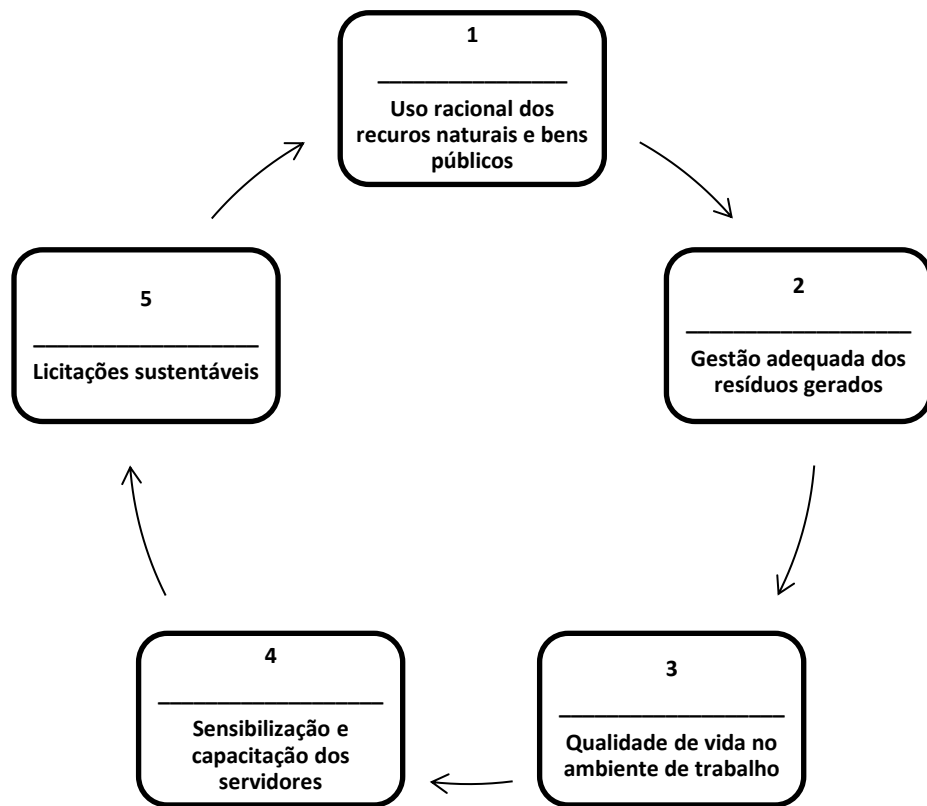 1
Uso racional dos
recuros naturais e bens
públicos
2
Gestão adequada dos
resíduos gerados
3
Qualidade de vida no
ambiente de trabalho
4
Sensibilização e
capacitação dos
servidores
5
Licitações sustentáveis